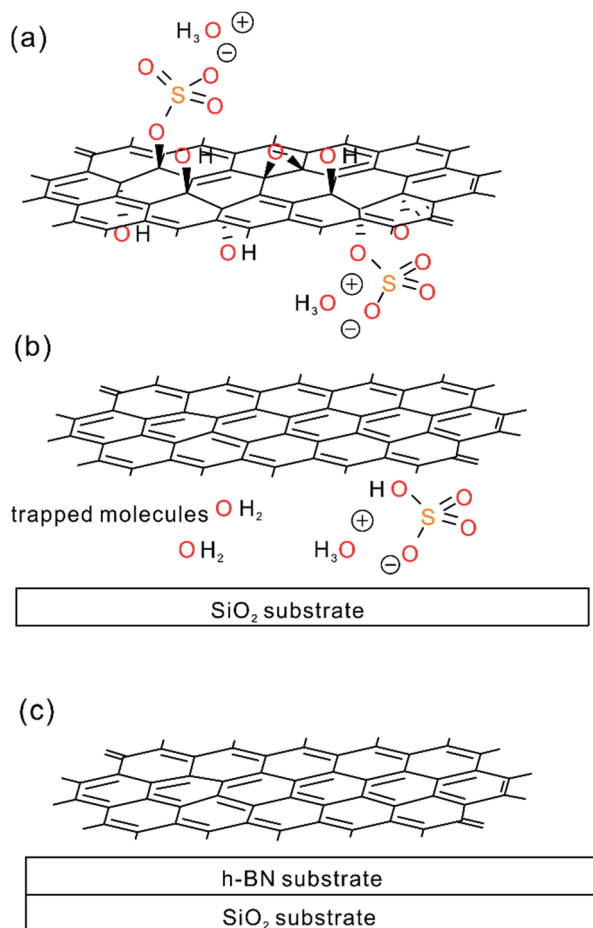 (a)
H₃O ⊕
⊖
O O
S
O O
O H O O H
O H O H O
O O
S
H₃O ⊕ O O
⊖
(b)
H O O
trapped molecules O H₂ ⊕ S O
O H₂ H₃O ⊖ O
SiO₂ substrate
(c)
h-BN substrate
SiO₂ substrate